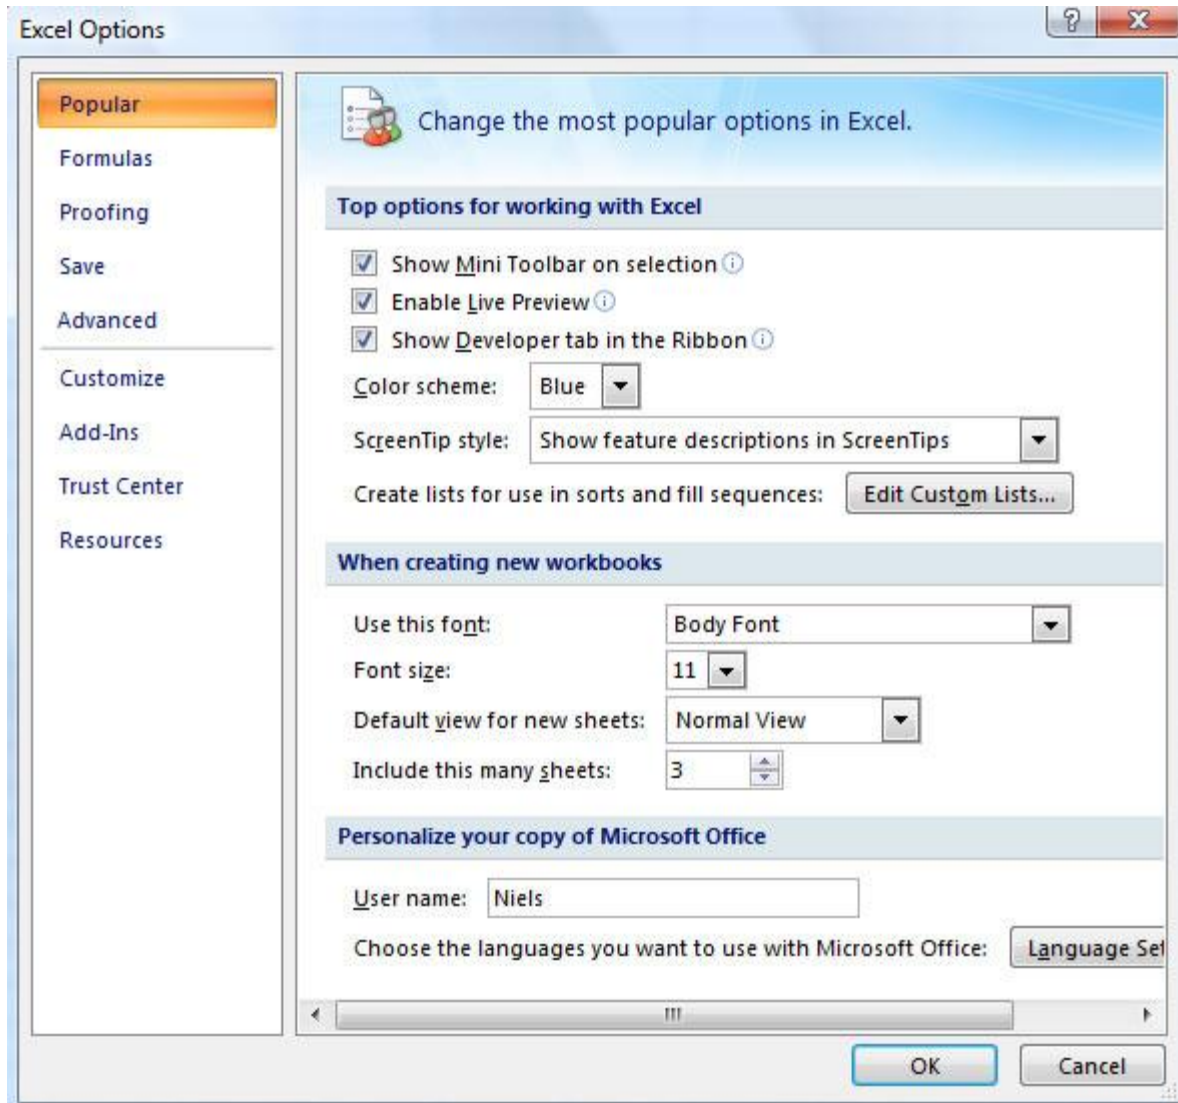 Excel Options
Popular
Formulas
Proofing
Save
Advanced
Customize
Add-Ins
Trust Center
Resources
Change the most popular options in Excel.
Top options for working with Excel
Show Mini Toolbar on selection
Enable Live Preview
Show Developer tab in the Ribbon
Color scheme: Blue
ScreenTip style: Show feature descriptions in ScreenTips
Create lists for use in sorts and fill sequences: Edit Custom Lists...
When creating new workbooks
Use this font: Body Font
Font size: 11
Default view for new sheets: Normal View
Include this many sheets: 3
Personalize your copy of Microsoft Office
User name: Niels
Choose the languages you want to use with Microsoft Office: Language Set
OK Cancel